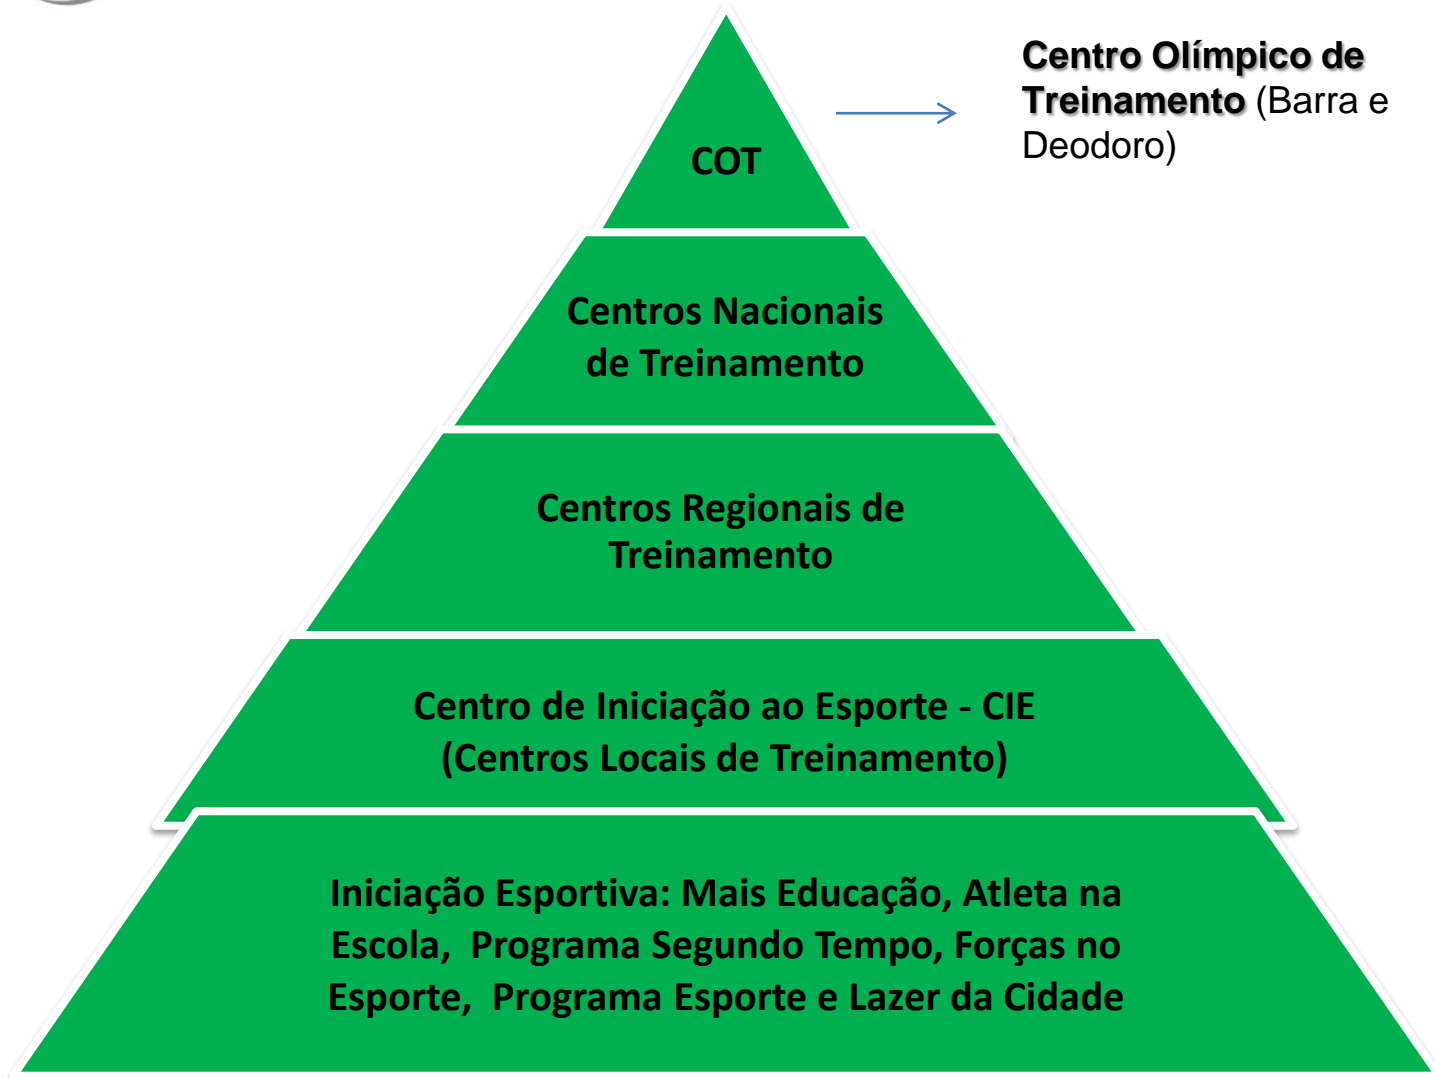 Centro Olímpico de
Treinamento (Barra e
Deodoro)
COT
Centros Nacionais
de Treinamento
Centros Regionais de
Treinamento
Centro de Iniciação ao Esporte - CIE
(Centros Locais de Treinamento)
Iniciação Esportiva: Mais Educação, Atleta na
Escola,  Programa Segundo Tempo, Forças no
Esporte,  Programa Esporte e Lazer da Cidade